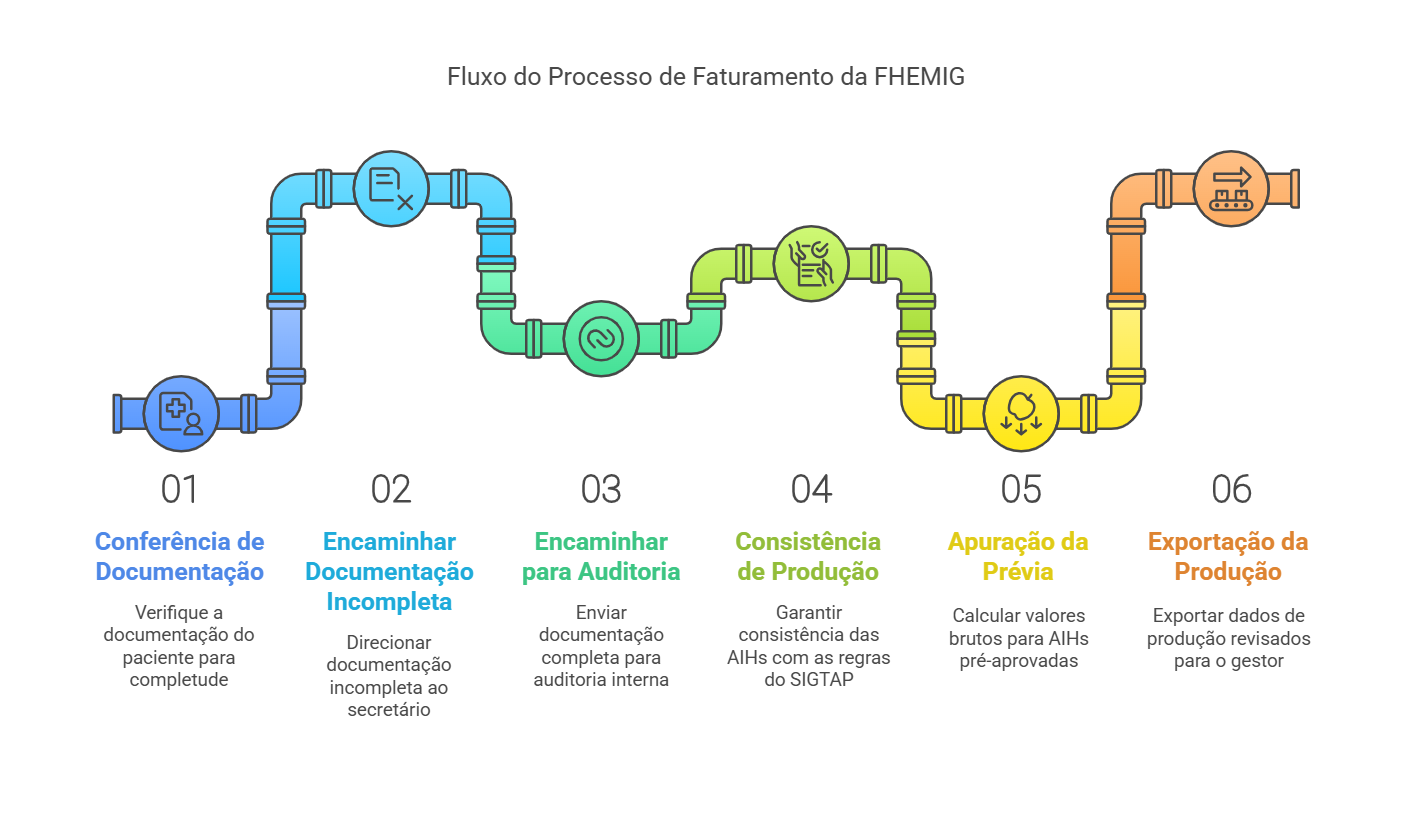 Fluxo do Processo de Faturamento da FHEMIG
01
Conferência de
Documentação
Verifique a
documentação do
paciente para
completude
02
Encaminhar
Documentação
Incompleta
Direcionar
documentação
incompleta ao
secretário
03
Encaminhar
para Auditoria
Enviar
documentação
completa para
auditoria interna
04
Consistência
de Produção
Garantir
consistência das
AIHs com as regras
do SIGTAP
05
Apuração da
Prévia
Calcular valores
brutos para AIHs
pré-aprovadas
06
Exportação da
Produção
Exportar dados de
produção revisados
para o gestor